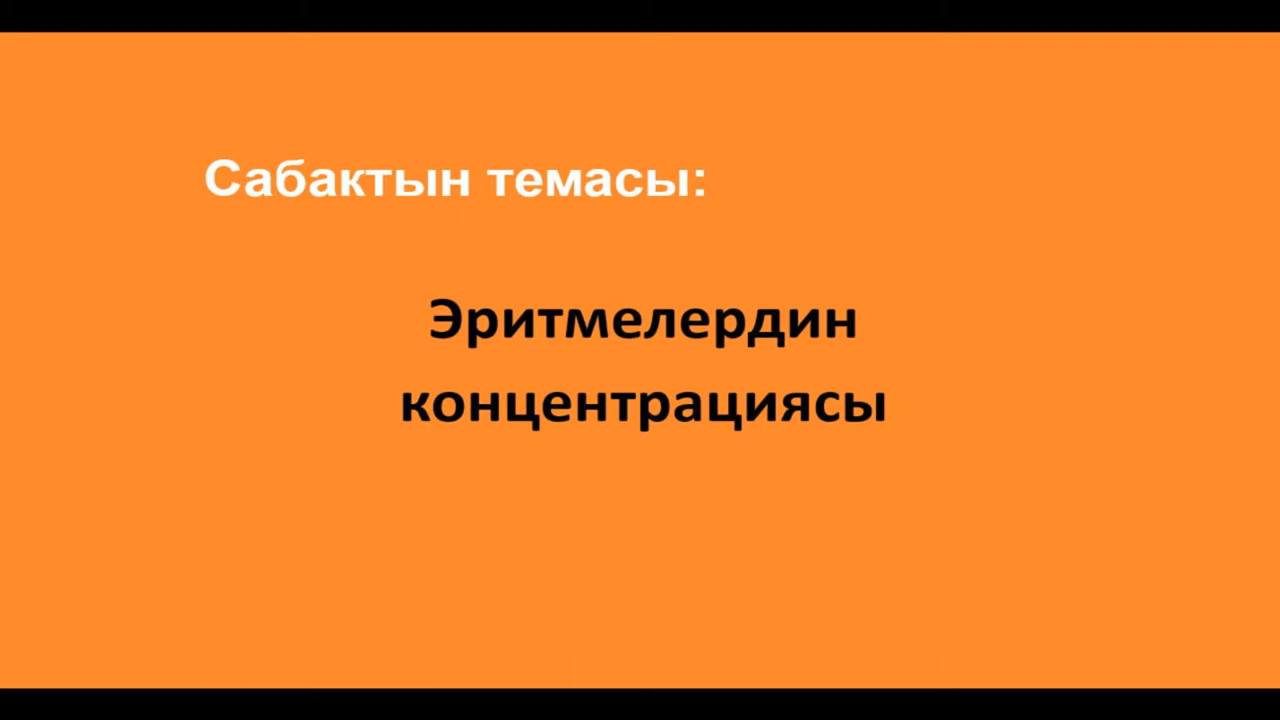 Сабактын темасы:
Эритмелердин
концентрациясы